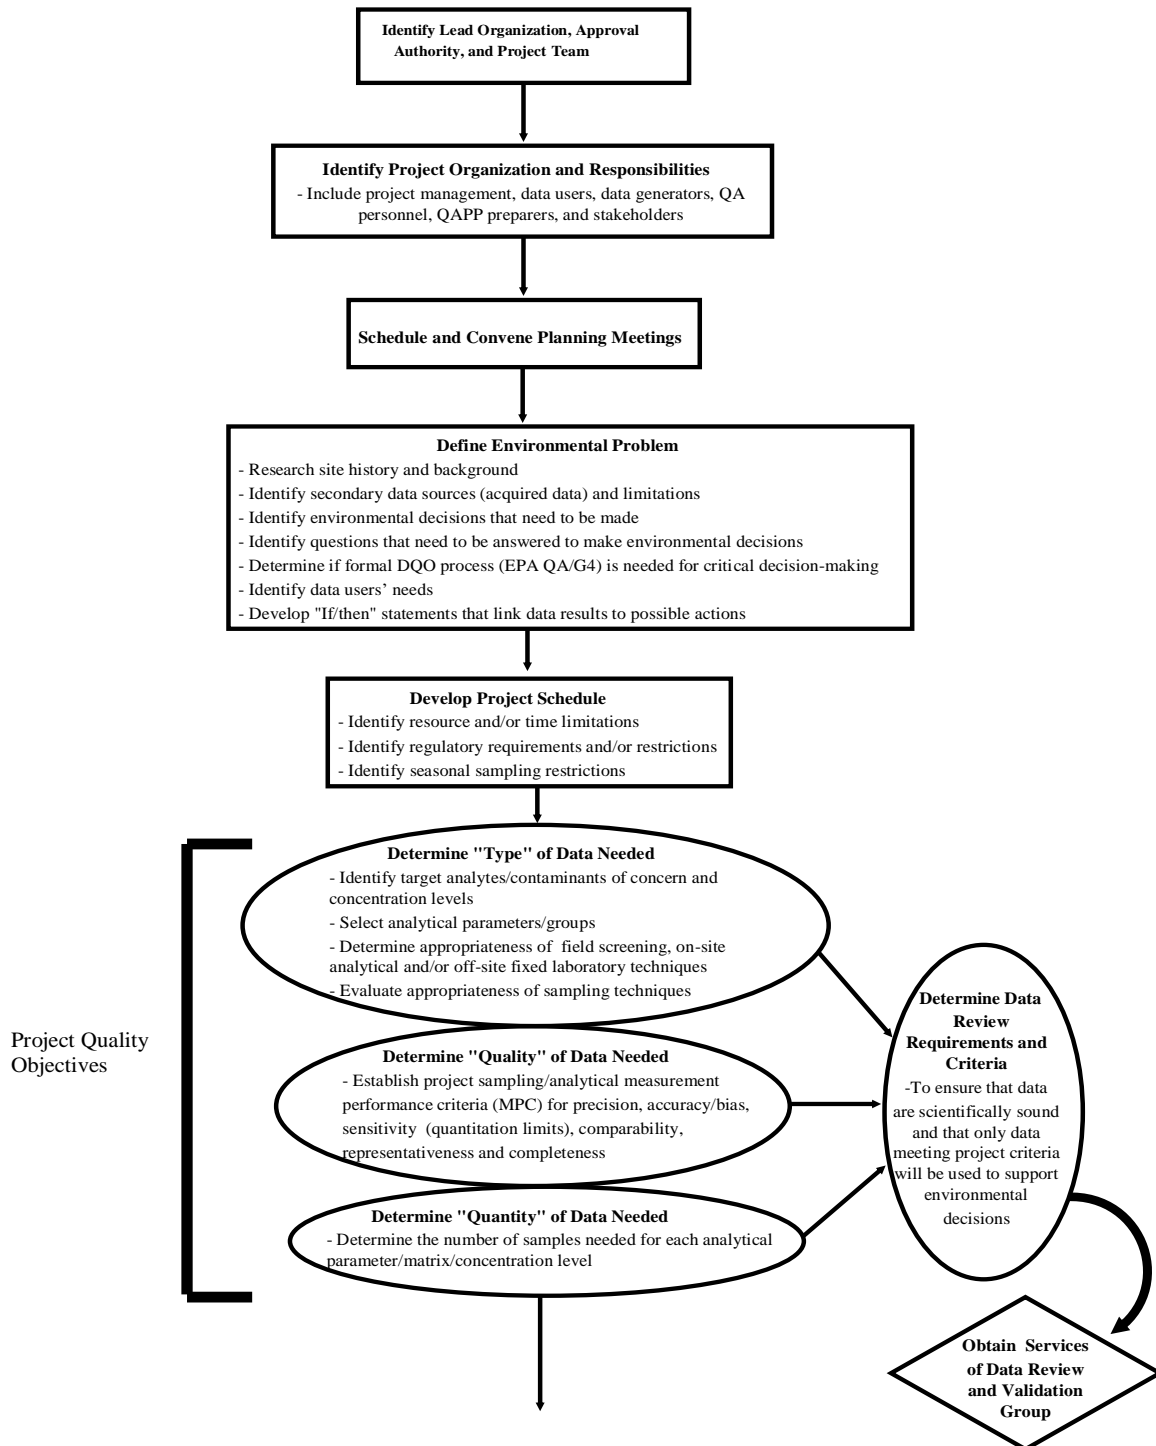 Identify Lead Organization, Approval
Authority, and Project Team
Identify Project Organization and Responsibilities
- Include project management, data users, data generators, QA
personnel, QAPP preparers, and stakeholders
Schedule and Convene Planning Meetings
Define Environmental Problem
- Research site history and background
- Identify secondary data sources (acquired data) and limitations
- Identify environmental decisions that need to be made
- Identify questions that need to be answered to make environmental decisions
- Determine if formal DQO process (EPA QA/G4) is needed for critical decision-making
- Identify data users’ needs
- Develop "If/then" statements that link data results to possible actions
Develop Project Schedule
- Identify resource and/or time limitations
- Identify regulatory requirements and/or restrictions
- Identify seasonal sampling restrictions
Project Quality
Objectives
Determine "Type" of Data Needed
- Identify target analytes/contaminants of concern and
concentration levels
- Select analytical parameters/groups
- Determine appropriateness of field screening, on-site
analytical and/or off-site fixed laboratory techniques
- Evaluate appropriateness of sampling techniques
Determine "Quality" of Data Needed
- Establish project sampling/analytical measurement
performance criteria (MPC) for precision, accuracy/bias,
sensitivity (quantitation limits), comparability,
representativeness and completeness
Determine "Quantity" of Data Needed
- Determine the number of samples needed for each analytical
parameter/matrix/concentration level
Determine Data
Review
Requirements and
Criteria
-To ensure that data
are scientifically sound
and that only data
meeting project criteria
will be used to support
environmental
decisions
Obtain Services
of Data Review
and Validation
Group